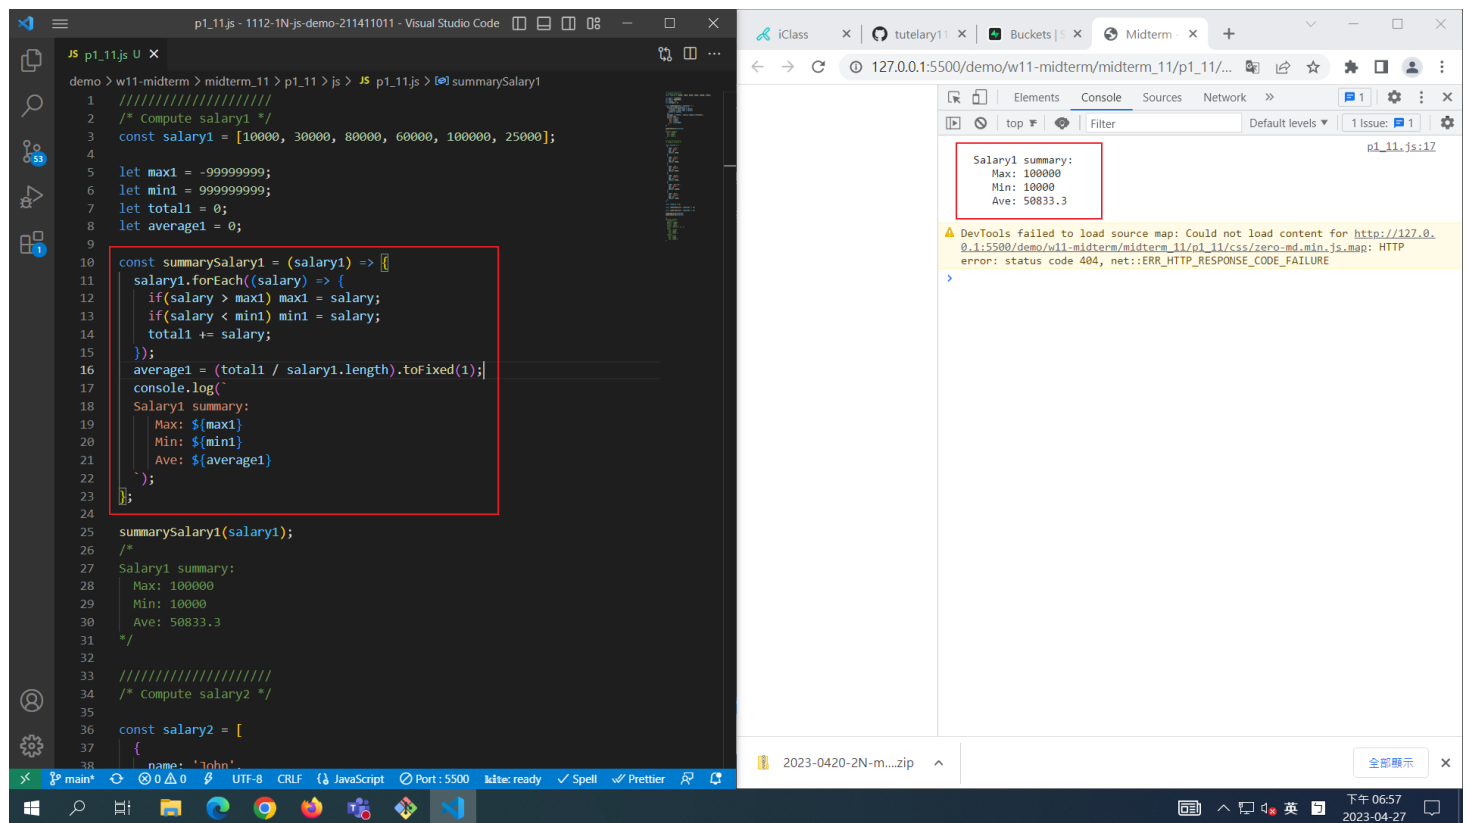 p1_11.js - 1112-1N-js-demo-211411011 - Visual Studio Code
JS p1_11.js U
demo > w11-midterm > midterm_11 > p1_11 > js > JS p1_11.js > summarySalary1
1 /////////////////////
2 /* Compute salary1 */
3 const salary1 = [10000, 30000, 80000, 60000, 100000, 25000];
4
5 let max1 = -99999999;
6 let min1 = 999999999;
7 let total1 = 0;
8 let average1 = 0;
9
10 const summarySalary1 = (salary1) => {
11 salary1.forEach((salary) => {
12 if(salary > max1) max1 = salary;
13 if(salary < min1) min1 = salary;
14 total1 += salary;
15 });
16 average1 = (total1 / salary1.length).toFixed(1);
17 console.log(`
18 Salary1 summary:
19 Max: ${max1}
20 Min: ${min1}
21 Ave: ${average1}
22 `);
23 };
24
25 summarySalary1(salary1);
26 /*
27 Salary1 summary:
28 Max: 100000
29 Min: 10000
30 Ave: 50833.3
31 */
32
33 /////////////////////
34 /* Compute salary2 */
35
36 const salary2 = [
37 {
38 name: 'John',
53
1
main* 0 0 UTF-8 CRLF {} JavaScript Port : 5500 kite: ready Spell Prettier
iClass
tutelary11
Buckets | S
Midterm -
127.0.0.1:5500/demo/w11-midterm/midterm_11/p1_11/...
Elements Console Sources Network » 1
top Filter Default levels 1 Issue: 1
p1_11.js:17
Salary1 summary:
Max: 100000
Min: 10000
Ave: 50833.3
DevTools failed to load source map: Could not load content for http://127.0.
0.1:5500/demo/w11-midterm/midterm_11/p1_11/css/zero-md.min.js.map: HTTP
error: status code 404, net::ERR_HTTP_RESPONSE_CODE_FAILURE
2023-0420-2N-m....zip
全部顯示
英
下午 06:57
2023-04-27